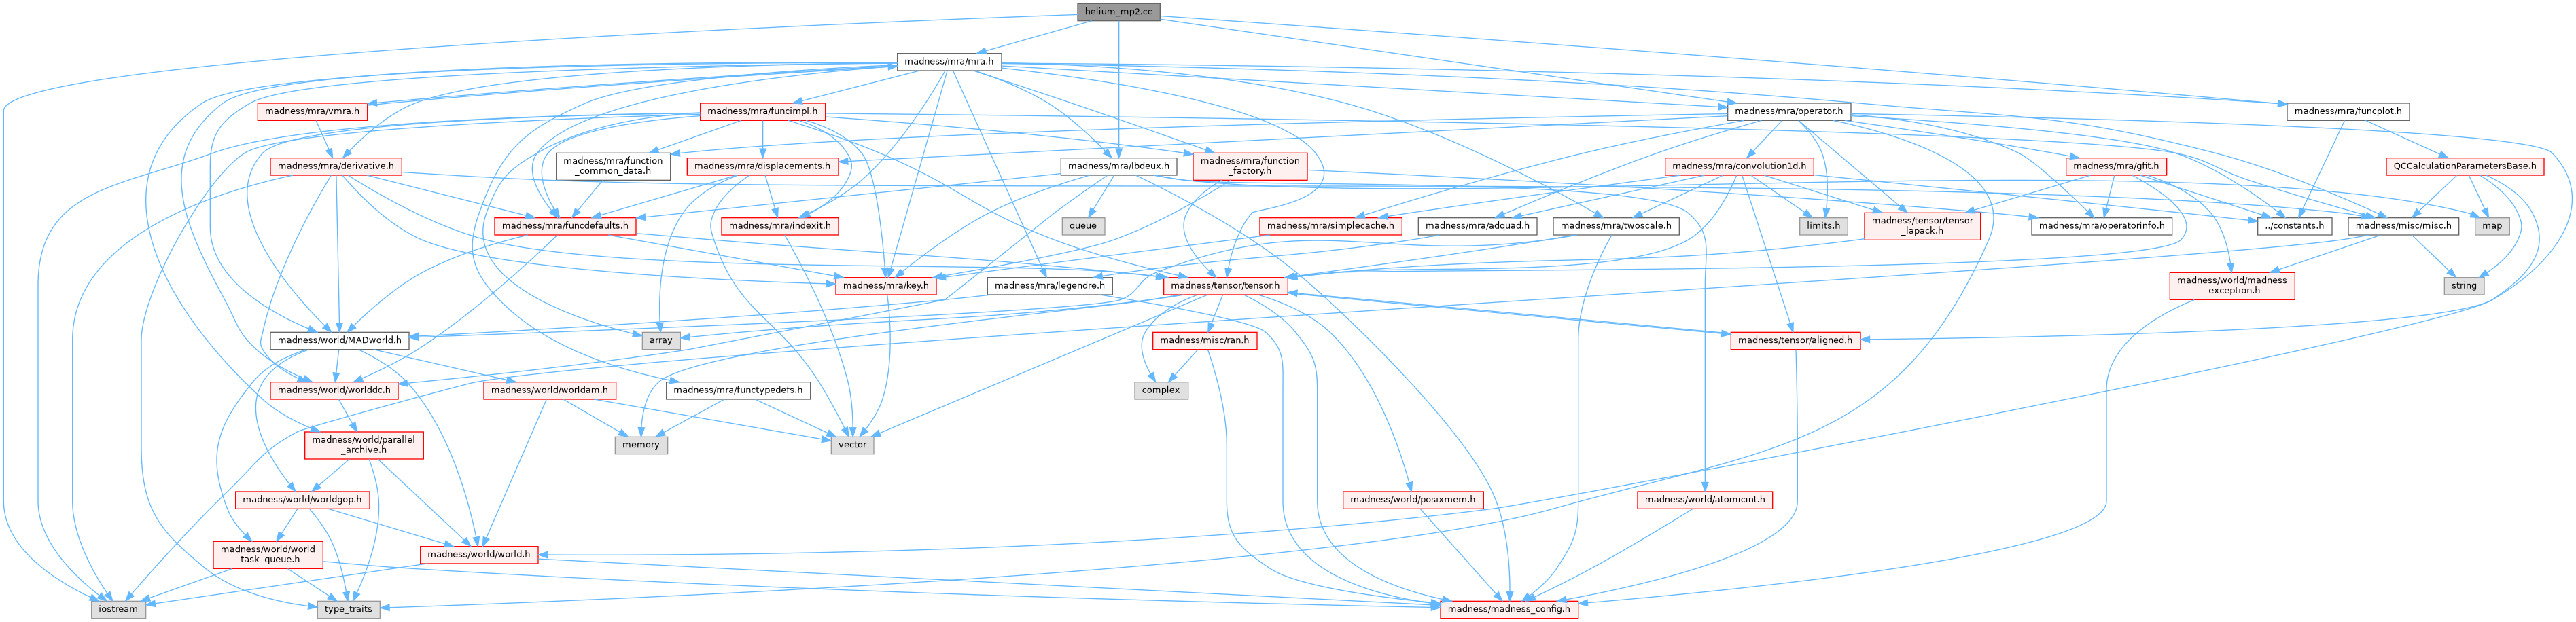 helium_mp2.cc
madness/mra/mra.h
madness/mra/vmra.h
madness/mra/funcimpl.h
madness/mra/operator.h
madness/mra/funcplot.h
madness/mra/derivative.h
madness/mra/function
_common_data.h
madness/mra/displacements.h
madness/mra/lbdeux.h
madness/mra/function
_factory.h
madness/mra/convolution1d.h
madness/mra/gfit.h
QCCalculationParametersBase.h
madness/mra/funcdefaults.h
madness/mra/indexit.h
queue
madness/mra/simplecache.h
madness/mra/adquad.h
madness/mra/twoscale.h
limits.h
madness/tensor/tensor
_lapack.h
madness/mra/operatorinfo.h
../constants.h
madness/misc/misc.h
map
madness/mra/key.h
madness/mra/legendre.h
madness/tensor/tensor.h
madness/world/madness
_exception.h
string
madness/world/MADworld.h
array
madness/misc/ran.h
madness/tensor/aligned.h
madness/world/worlddc.h
madness/world/worldam.h
madness/mra/functypedefs.h
complex
madness/world/parallel
_archive.h
memory
vector
madness/world/worldgop.h
madness/world/posixmem.h
madness/world/atomicint.h
madness/world/world
_task_queue.h
madness/world/world.h
iostream
type_traits
madness/madness_config.h